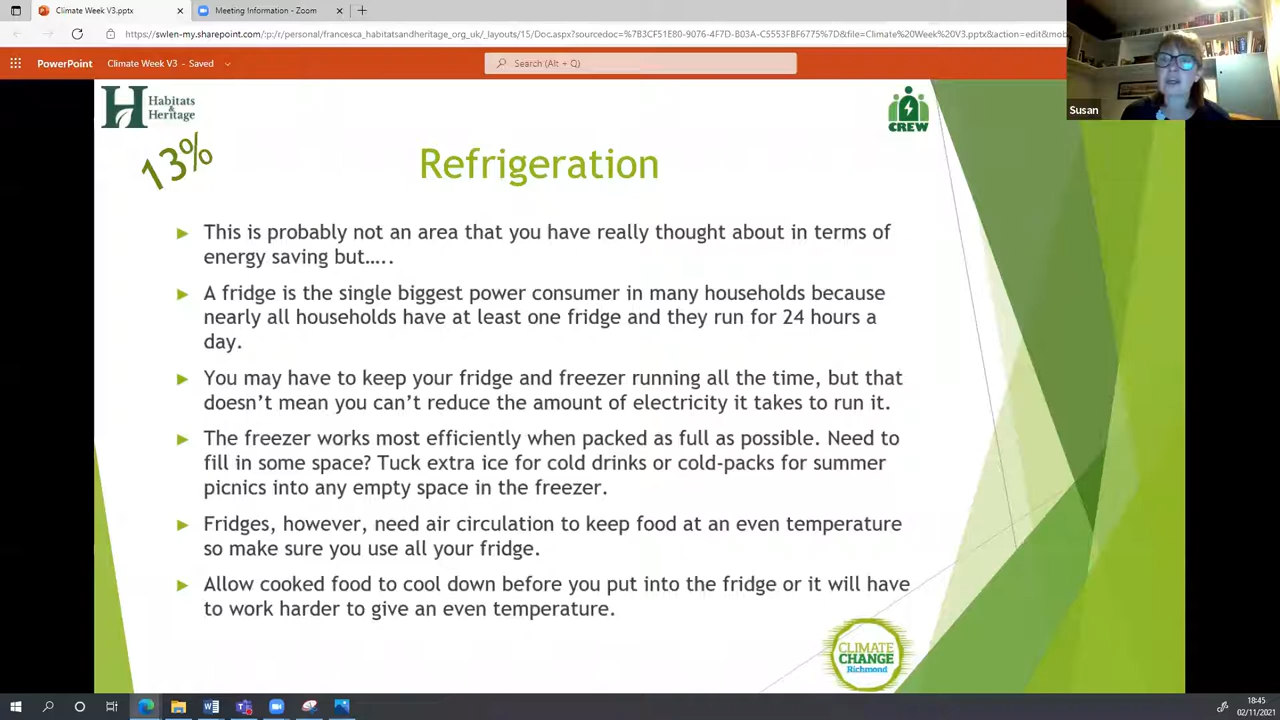 Climate Week V3.pptx
Meeting Information - Zoom
https://swlen-my.sharepoint.com/:p:/r/personal/francesca_habitatsandheritage_org_uk/_layouts/15/Doc.aspx?sourcedoc=%7B3CF51E80-9076-4F7D-B03A-C5553FBF6775%7D&file=Climate%20Week%20V3.pptx&action=edit&mob
PowerPoint
Climate Week V3 - Saved
Search (Alt + Q)
Susan
Habitats
&
Heritage
CREW
13%
Refrigeration
This is probably not an area that you have really thought about in terms of
energy saving but.....
A fridge is the single biggest power consumer in many households because
nearly all households have at least one fridge and they run for 24 hours a
day.
You may have to keep your fridge and freezer running all the time, but that
doesn't mean you can't reduce the amount of electricity it takes to run it.
The freezer works most efficiently when packed as full as possible. Need to
fill in some space? Tuck extra ice for cold drinks or cold-packs for summer
picnics into any empty space in the freezer.
Fridges, however, need air circulation to keep food at an even temperature
so make sure you use all your fridge.
Allow cooked food to cool down before you put into the fridge or it will have
to work harder to give an even temperature.
CLIMATE
CHANGE
Richmond
18:45
02/11/2021